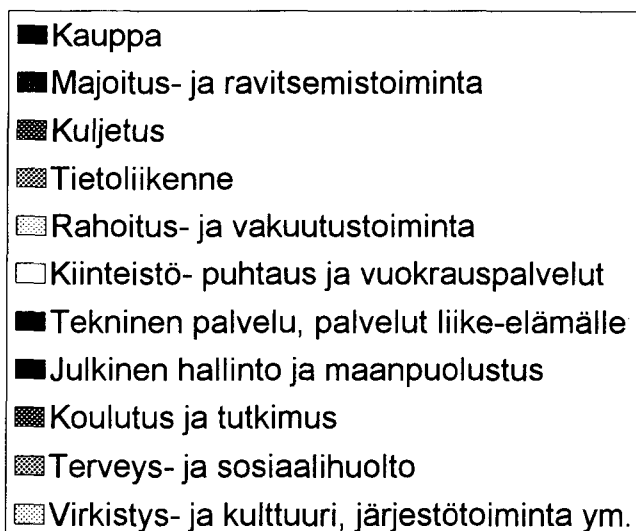 Kauppa
Majoitus- ja ravitsemistoiminta
Kuljetus
Tietoliikenne
Rahoitus- ja vakuutustoiminta
Kiinteistö- puhtaus ja vuokrauspalvelut
Tekninen palvelu, palvelut liike-elämälle
Julkinen hallinto ja maanpuolustus
Koulutus ja tutkimus
Terveys- ja sosiaalihuolto
Virkistys- ja kulttuuri, järjestötoiminta ym.